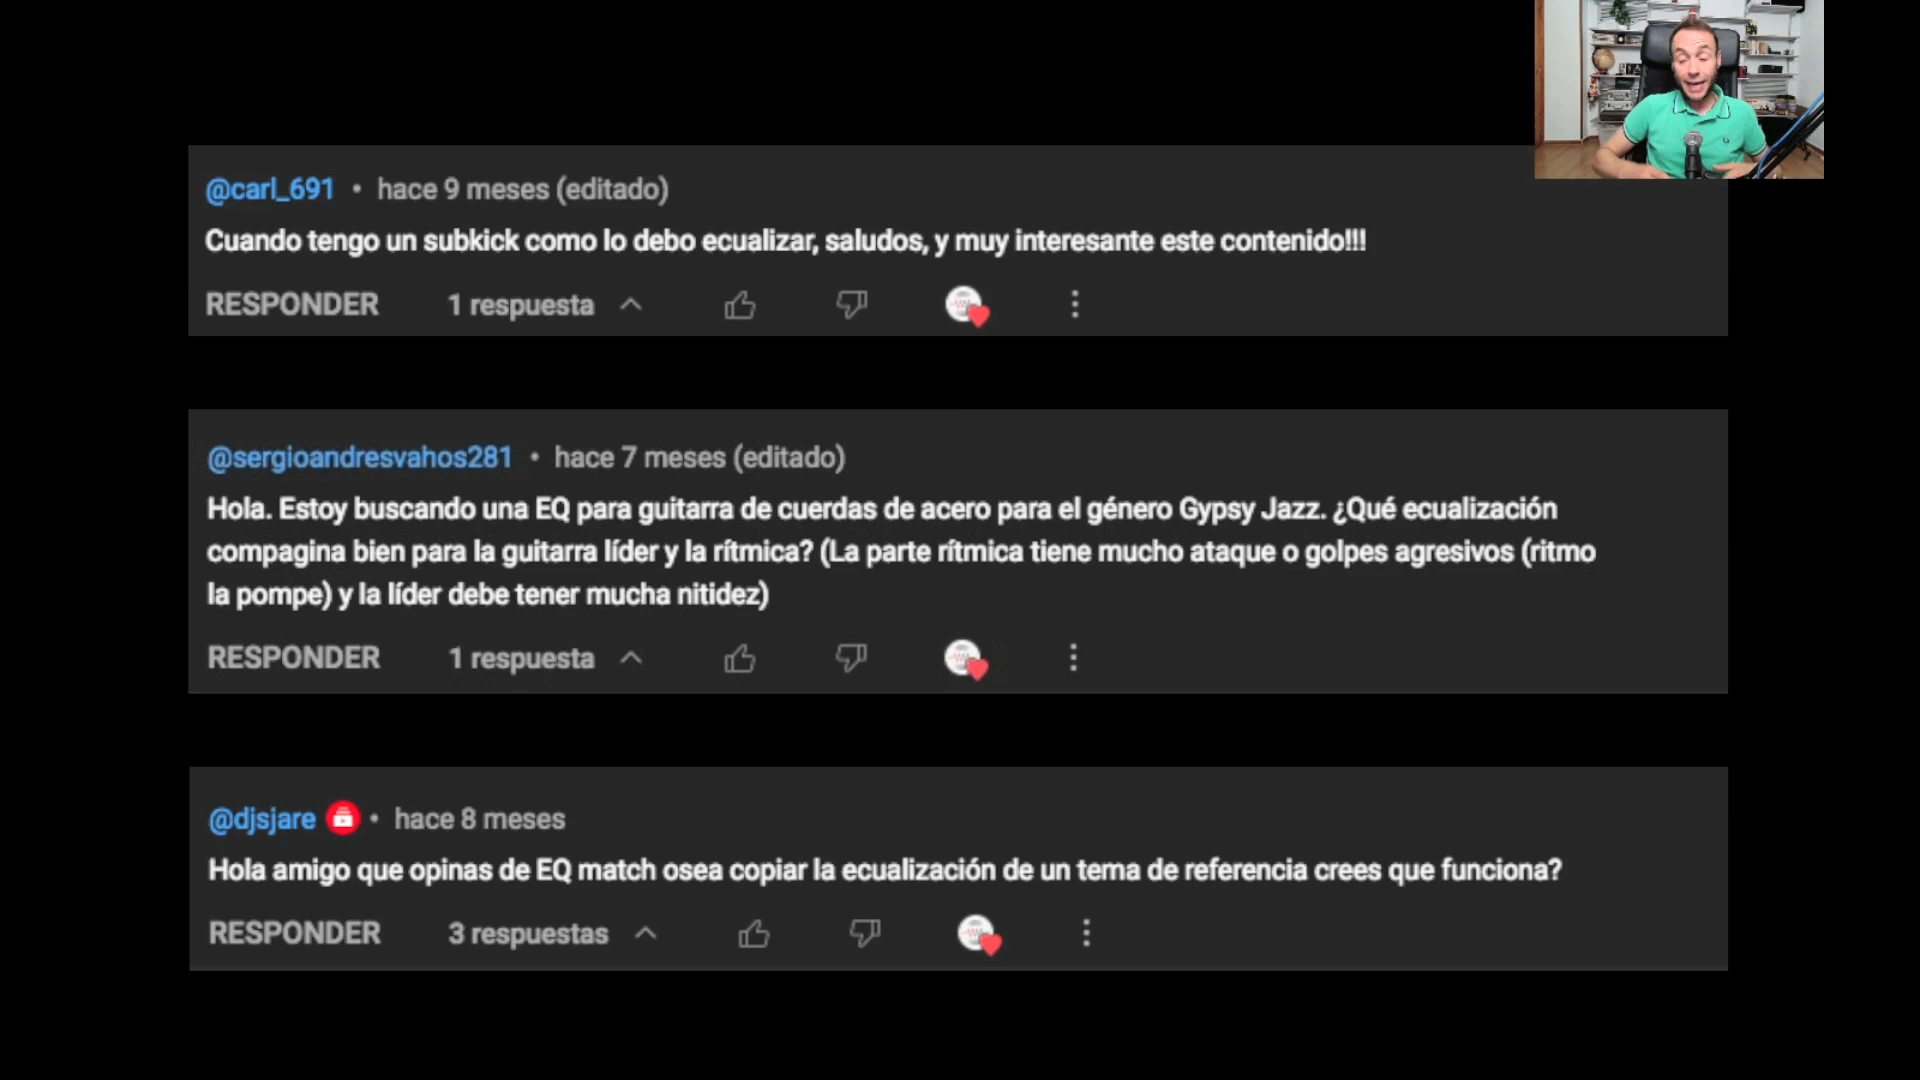 @carl_691 • hace 9 meses (editado)
Cuando tengo un subkick como lo debo ecualizar, saludos, y muy interesante este contenido!!!
RESPONDER 1 respuesta
@sergioandresvahos281 • hace 7 meses (editado)
Hola. Estoy buscando una EQ para guitarra de cuerdas de acero para el género Gypsy Jazz. ¿Qué ecualización
compagina bien para la guitarra líder y la rítmica? (La parte rítmica tiene mucho ataque o golpes agresivos (ritmo
la pompe) y la líder debe tener mucha nitidez)
RESPONDER 1 respuesta
@djsjare • hace 8 meses
Hola amigo que opinas de EQ match osea copiar la ecualización de un tema de referencia crees que funciona?
RESPONDER 3 respuestas